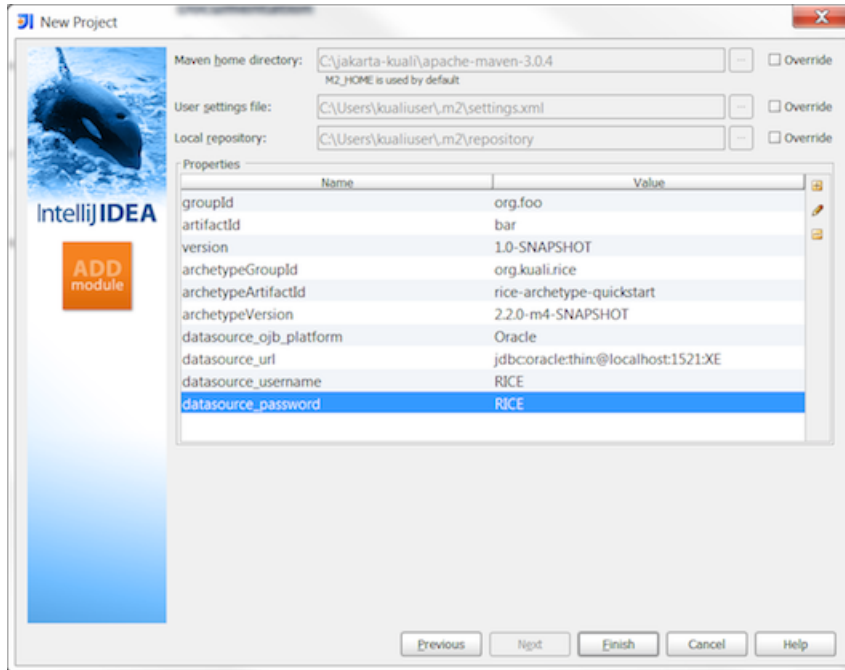 New Project
Maven home directory: C:\jakarta-kuali\apache-maven-3.0.4 ... Override
M2_HOME is used by default
User settings file: C:\Users\kualiuser\.m2\settings.xml ... Override
Local repository: C:\Users\kualiuser\.m2\repository ... Override
Properties
Name Value
groupId org.foo
artifactId bar
version 1.0-SNAPSHOT
archetypeGroupId org.kuali.rice
archetypeArtifactId rice-archetype-quickstart
archetypeVersion 2.2.0-m4-SNAPSHOT
datasource_ojb_platform Oracle
datasource_url jdbc:oracle:thin:@localhost:1521:XE
datasource_username RICE
datasource_password RICE
IntelliJ IDEA
ADD
module
Previous Next Finish Cancel Help